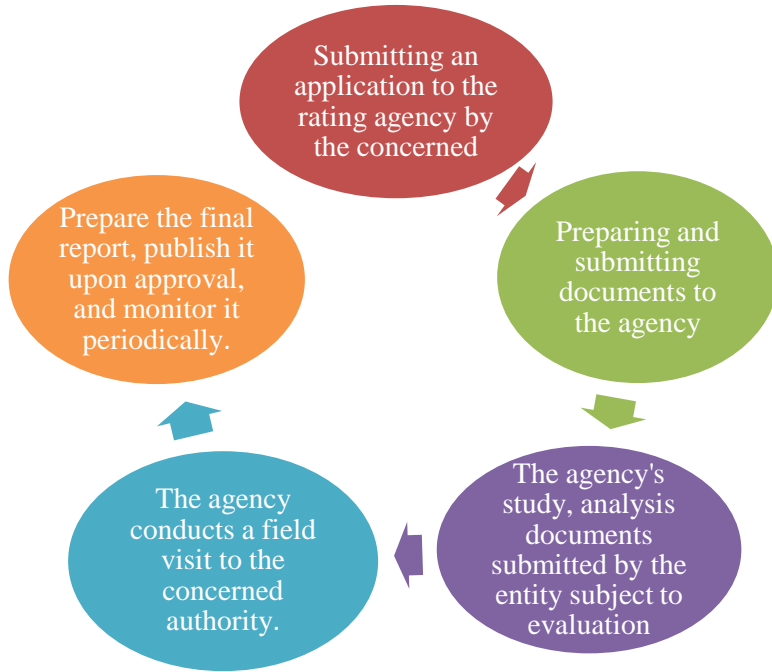 Submitting an
application to the
rating agency by
the concerned
Preparing and
submitting
documents to
the agency
The agency's
study, analysis
documents
submitted by the
entity subject to
evaluation
The agency
conducts a field
visit to the
concerned
authority.
Prepare the final
report, publish it
upon approval,
and monitor it
periodically.